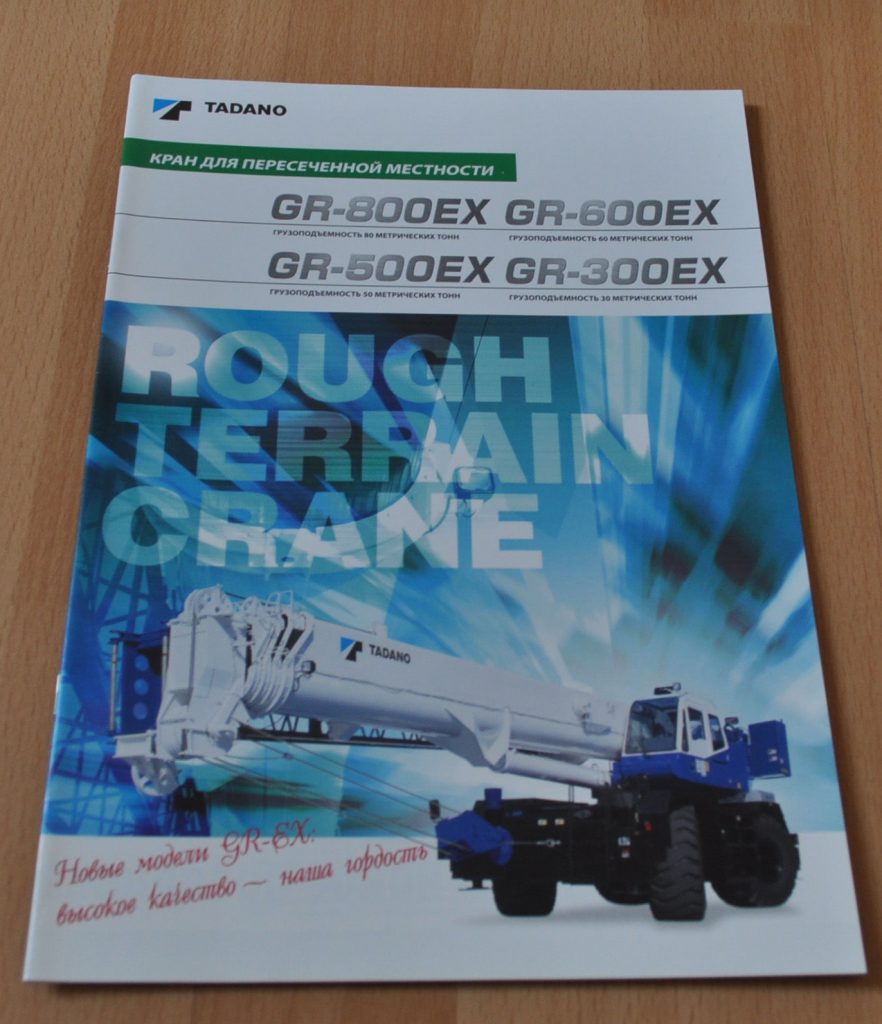 TADANO
КРАН ДЛЯ ПЕРЕСЕЧЕННОЙ МЕСТНОСТИ
GR-800EX GR-600EX
ГРУЗОПОДЪЕМНОСТЬ 80 МЕТРИЧЕСКИХ ТОНН ГРУЗОПОДЪЕМНОСТЬ 60 МЕТРИЧЕСКИХ ТОНН
GR-500EX GR-300EX
ГРУЗОПОДЪЕМНОСТЬ 50 МЕТРИЧЕСКИХ ТОНН ГРУЗОПОДЪЕМНОСТЬ 30 МЕТРИЧЕСКИХ ТОНН
ROUGH
TERRAIN
CRANE
TADANO
Новые модели GR-EX:
высокое качество — наша гордость